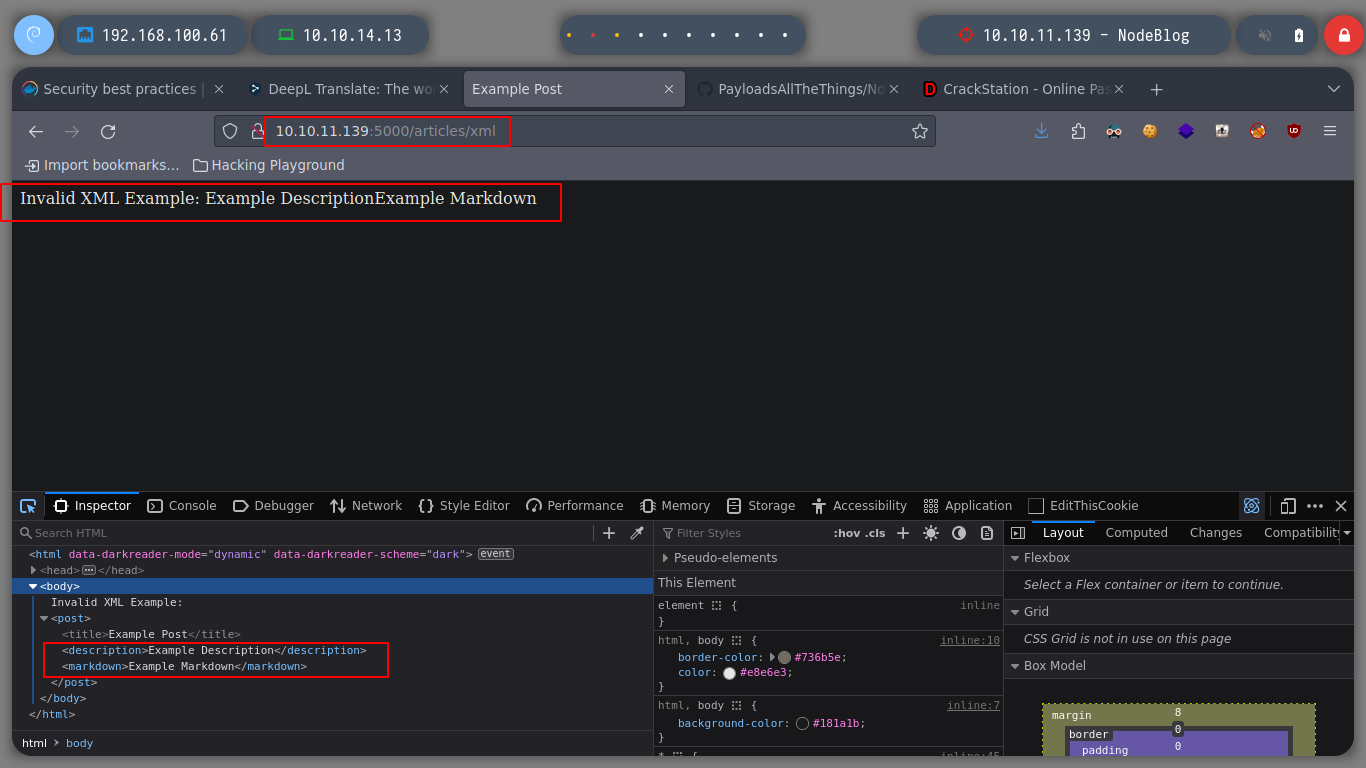 192.168.100.61
10.10.14.13
10.10.11.139 - NodeBlog
Security best practices |
DeepL Translate: The wo
Example Post
PayloadsAllTheThings/No
CrackStation - Online Pas
10.10.11.139:5000/articles/xml
Import bookmarks...
Hacking Playground
Invalid XML Example: Example DescriptionExample Markdown
Inspector
Console
Debugger
Network
Style Editor
Performance
Memory
Storage
Accessibility
Application
EditThisCookie
Search HTML
<html data-darkreader-mode="dynamic" data-darkreader-scheme="dark"> event
<head> </head>
<body>
Invalid XML Example:
<post>
<title>Example Post</title>
<description>Example Description</description>
<markdown>Example Markdown</markdown>
</post>
</body>
</html>
html > body
Filter Styles
:hov .cls
Pseudo-elements
This Element
element { inline
}
html, body { inline:10
border-color: #736b5e;
color: #e8e6e3;
}
html, body { inline:7
background-color: #181a1b;
}
* { inline:45
Layout
Computed
Changes
Compatibility
Flexbox
Select a Flex container or item to continue.
Grid
CSS Grid is not in use on this page
Box Model
margin 8
border 0
padding 0